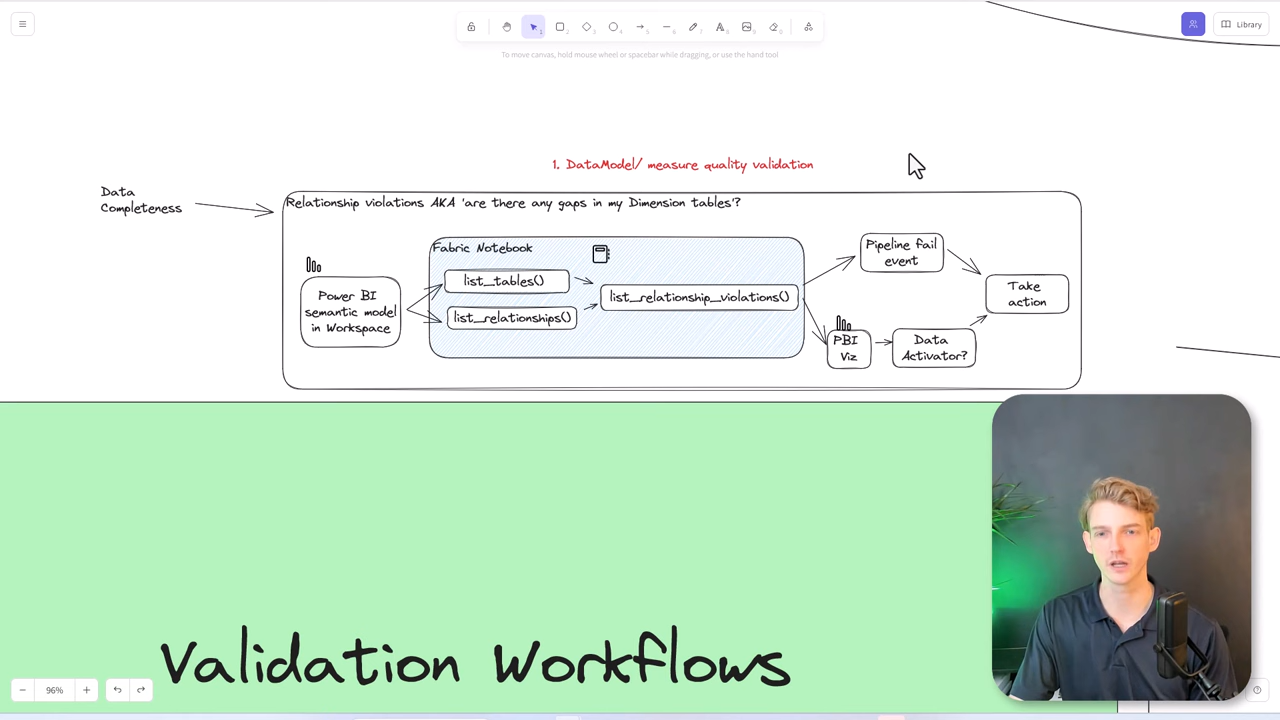 Library
To move canvas, hold mouse wheel or spacebar while dragging, or use the hand tool
1. DataModel/ measure quality validation
Data
Completeness
Relationship violations AKA 'are there any gaps in my Dimension tables'?
Fabric Notebook
Power BI
semantic model
in Workspace
list_tables()
list_relationships()
list_relationship_violations()
Pipeline fail
event
PBI
Viz
Data
Activator?
Take
action
Validation Workflows
96%